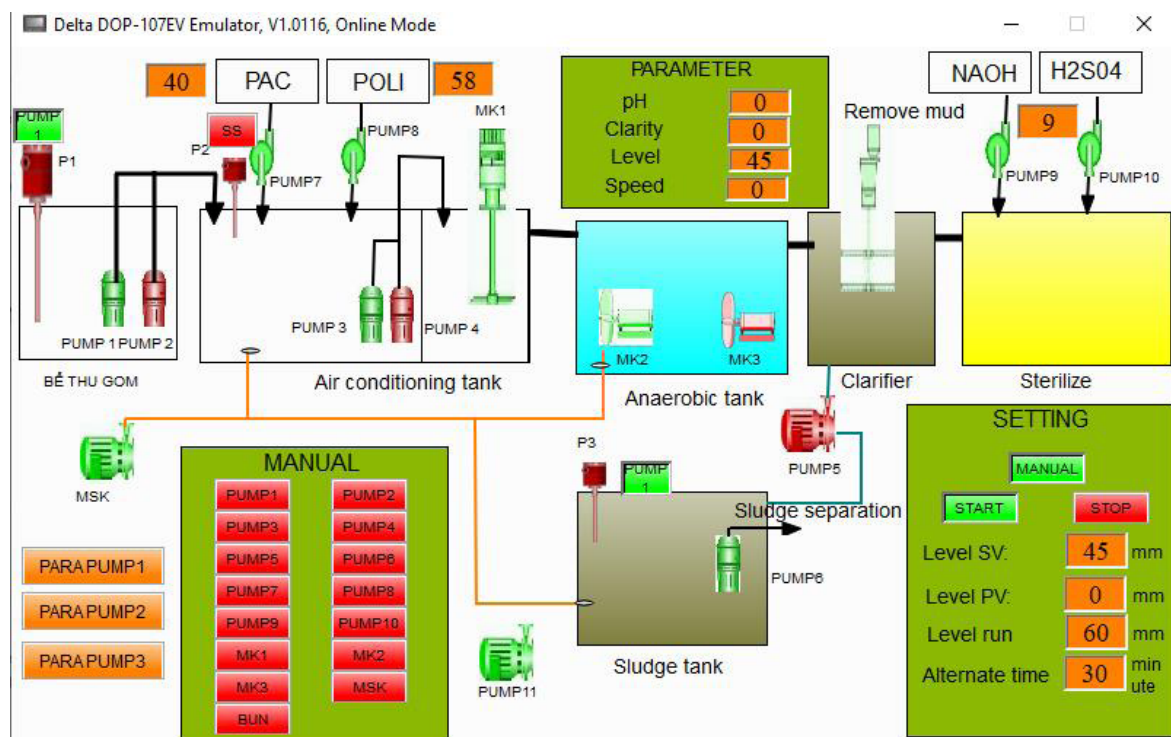 Delta DOP-107EV Emulator, V1.0116, Online Mode
40
PAC
POLI
58
PARAMETER
pH 0
Clarity 0
Level 45
Speed 0
NAOH
H2S04
9
Remove mud
PUMP
1
P1
SS
P2
PUMP7
PUMP8
MK1
PUMP9
PUMP10
PUMP 1
PUMP 2
PUMP 3
PUMP 4
MK2
MK3
BỂ THU GOM
Air conditioning tank
Anaerobic tank
Clarifier
Sterilize
MSK
PUMP5
P3
PUMP
1
Sludge separation
PUMP6
Sludge tank
PUMP11
PARA PUMP1
PARA PUMP2
PARA PUMP3
MANUAL
PUMP1 PUMP2
PUMP3 PUMP4
PUMP5 PUMP6
PUMP7 PUMP8
PUMP9 PUMP10
MK1 MK2
MK3 MSK
BUN
SETTING
MANUAL
START STOP
Level SV: 45 mm
Level PV: 0 mm
Level run 60 mm
Alternate time 30 min
ute